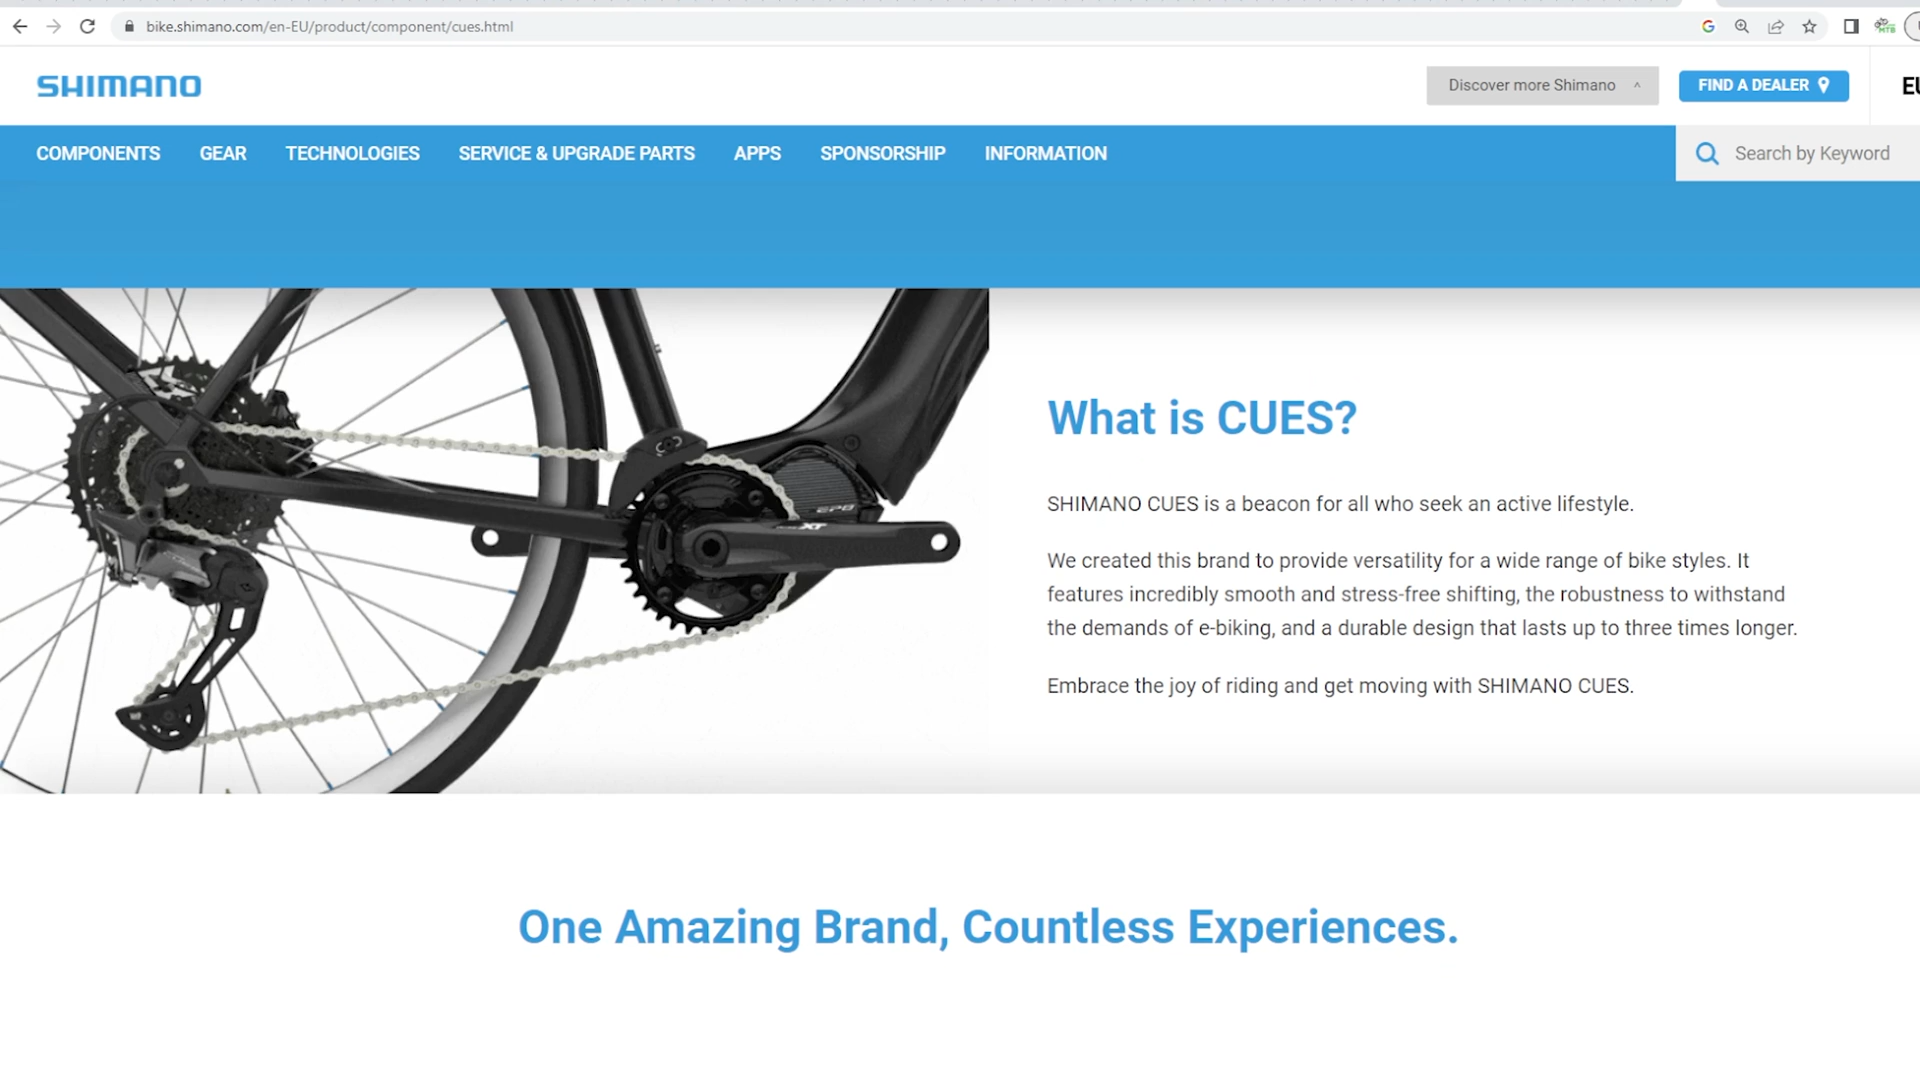 bike.shimano.com/en-EU/product/component/cues.html
SHIMANO
Discover more Shimano
FIND A DEALER
COMPONENTS GEAR TECHNOLOGIES SERVICE & UPGRADE PARTS APPS SPONSORSHIP INFORMATION
Search by Keyword
What is CUES?
SHIMANO CUES is a beacon for all who seek an active lifestyle.
We created this brand to provide versatility for a wide range of bike styles. It
features incredibly smooth and stress-free shifting, the robustness to withstand
the demands of e-biking, and a durable design that lasts up to three times longer.
EP8
XT
Embrace the joy of riding and get moving with SHIMANO CUES.
One Amazing Brand, Countless Experiences.